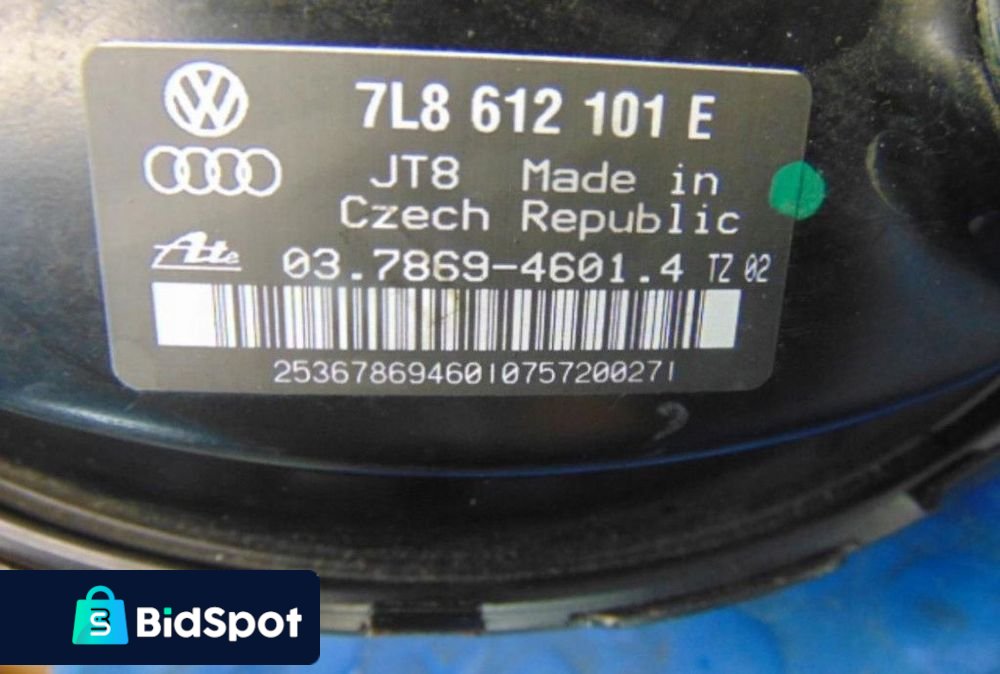 7L8 612 101 E
JT8 Made in
Czech Republic
Ate 03.7869-4601.4 TZ 02
2536786946010757200271
BidSpot